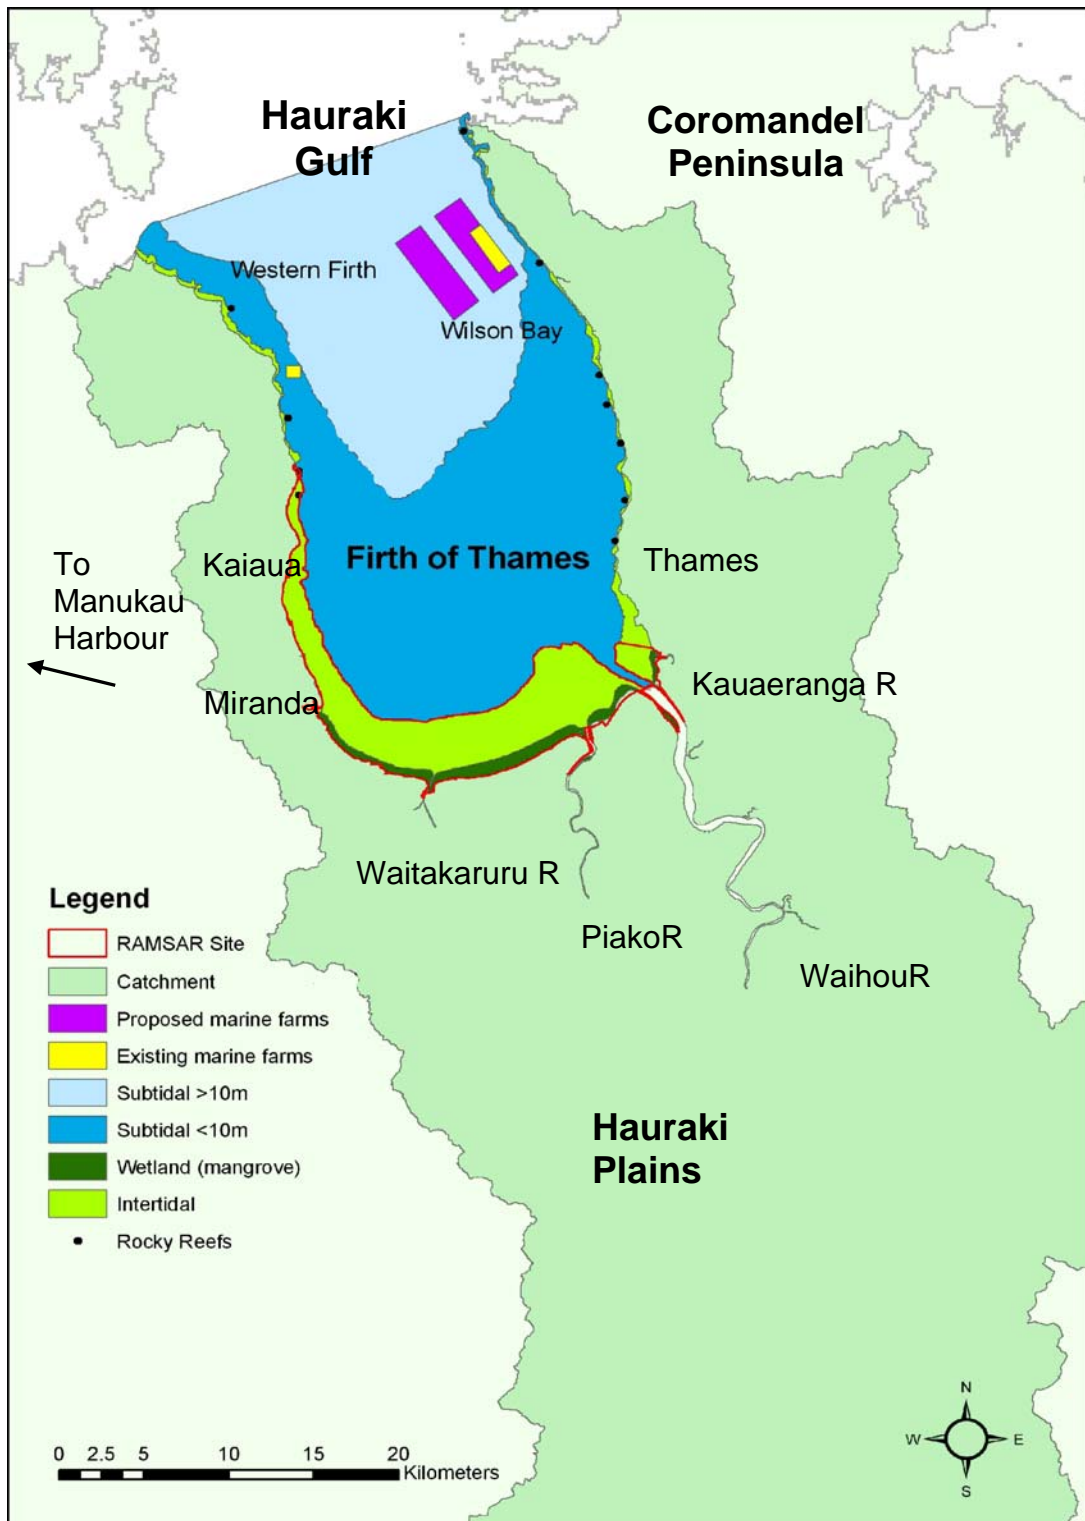 Hauraki
Gulf
Coromandel
Peninsula
Western Firth
Wilson Bay
Firth of Thames
Kaiaua
Thames
To
Manukau
Harbour
Miranda
Kauaeranga R
Waitakaruru R
PiakoR
WaihouR
Hauraki
Plains
Legend
RAMSAR Site
Catchment
Proposed marine farms
Existing marine farms
Subtidal >10m
Subtidal <10m
Wetland (mangrove)
Intertidal
Rocky Reefs
0 2.5 5 10 15 20
Kilometers
N
W E
S